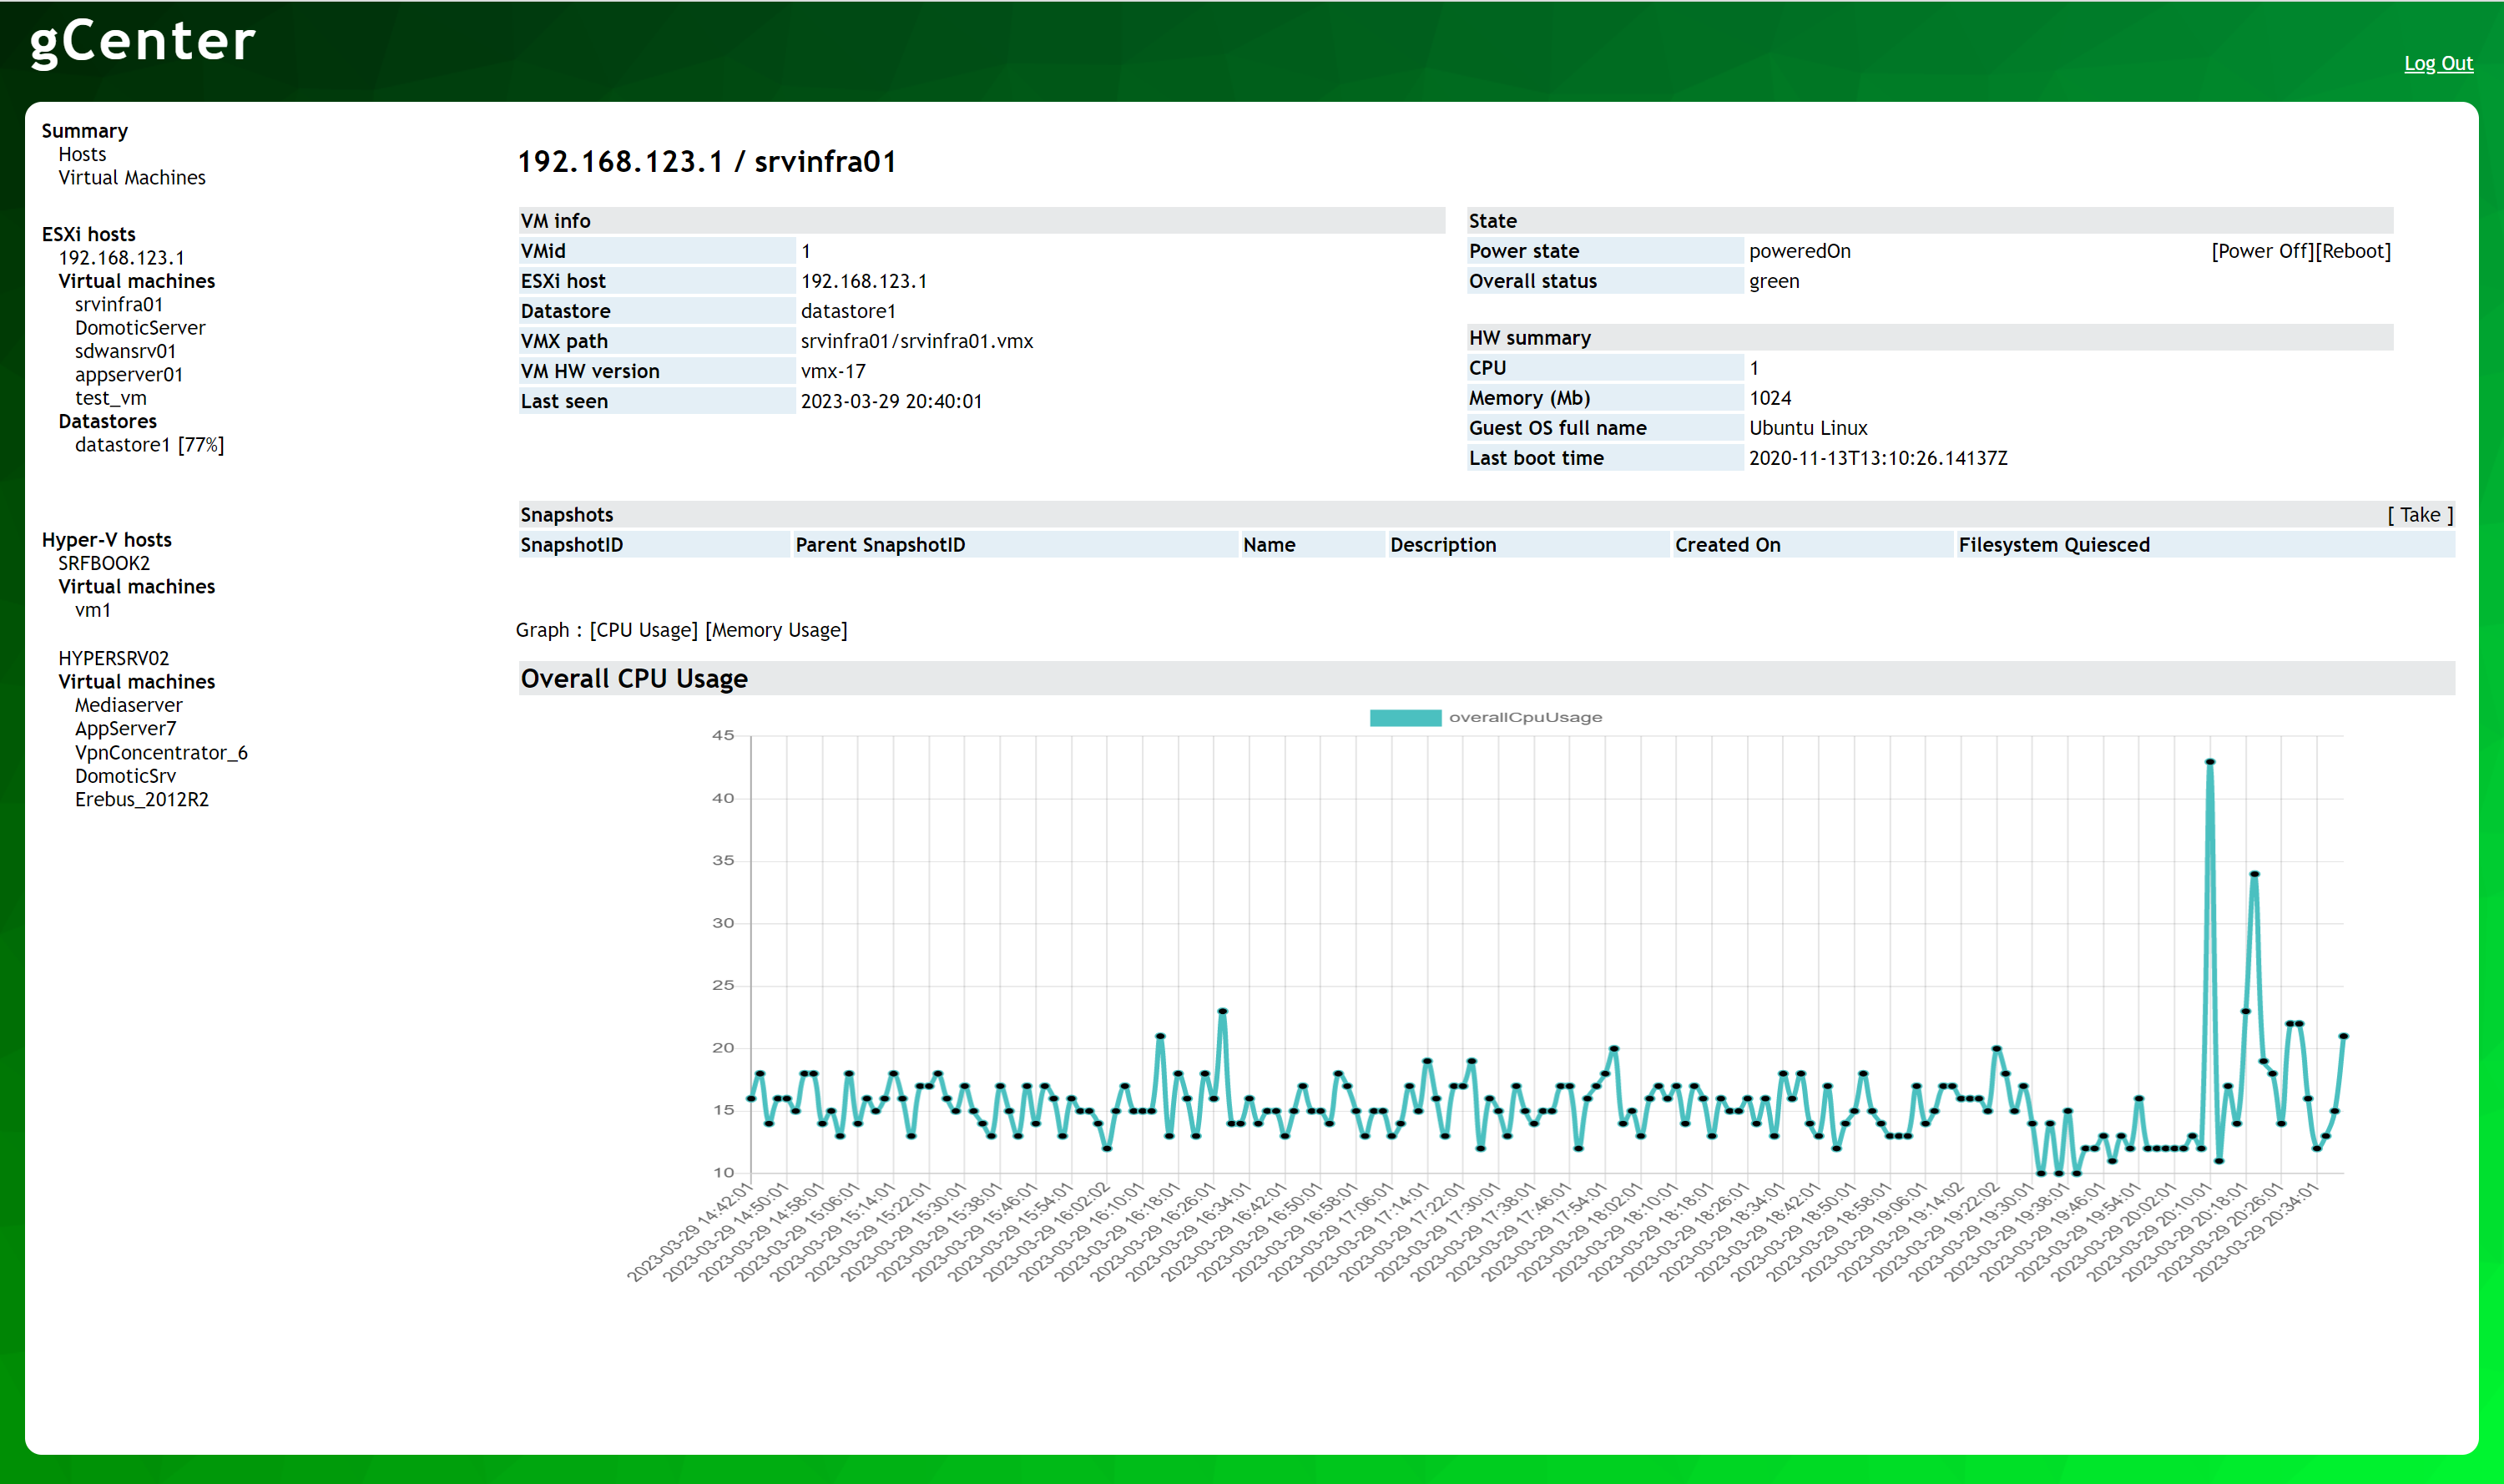 gCenter
Log Out
Summary
Hosts
Virtual Machines
ESXi hosts
192.168.123.1
Virtual machines
srvinfra01
DomoticServer
sdwansrv01
appserver01
test_vm
Datastores
datastore1 [77%]
Hyper-V hosts
SRFBOOK2
Virtual machines
vm1
HYPERSRV02
Virtual machines
Mediaserver
AppServer7
VpnConcentrator_6
DomoticSrv
Erebus_2012R2
192.168.123.1 / srvinfra01
VM info
VMid 1
ESXi host 192.168.123.1
Datastore datastore1
VMX path srvinfra01/srvinfra01.vmx
VM HW version vmx-17
Last seen 2023-03-29 20:40:01
State
Power state poweredOn [Power Off][Reboot]
Overall status green
HW summary
CPU 1
Memory (Mb) 1024
Guest OS full name Ubuntu Linux
Last boot time 2020-11-13T13:10:26.14137Z
Snapshots [ Take ]
SnapshotID Parent SnapshotID Name Description Created On Filesystem Quiesced
Graph : [CPU Usage] [Memory Usage]
Overall CPU Usage
overallCpuUsage
45
40
35
30
25
20
15
10
2023-03-29 14:42:01
2023-03-29 14:50:01
2023-03-29 14:58:01
2023-03-29 15:06:01
2023-03-29 15:14:01
2023-03-29 15:22:01
2023-03-29 15:30:01
2023-03-29 15:38:01
2023-03-29 15:46:01
2023-03-29 15:54:01
2023-03-29 16:02:02
2023-03-29 16:10:01
2023-03-29 16:18:01
2023-03-29 16:26:01
2023-03-29 16:34:01
2023-03-29 16:42:01
2023-03-29 16:50:01
2023-03-29 16:58:01
2023-03-29 17:06:01
2023-03-29 17:14:01
2023-03-29 17:22:01
2023-03-29 17:30:01
2023-03-29 17:38:01
2023-03-29 17:46:01
2023-03-29 17:54:01
2023-03-29 18:02:01
2023-03-29 18:10:01
2023-03-29 18:18:01
2023-03-29 18:26:01
2023-03-29 18:34:01
2023-03-29 18:42:01
2023-03-29 18:50:01
2023-03-29 18:58:01
2023-03-29 19:06:01
2023-03-29 19:14:02
2023-03-29 19:22:02
2023-03-29 19:30:01
2023-03-29 19:38:01
2023-03-29 19:46:01
2023-03-29 19:54:01
2023-03-29 20:02:01
2023-03-29 20:10:01
2023-03-29 20:18:01
2023-03-29 20:26:01
2023-03-29 20:34:01